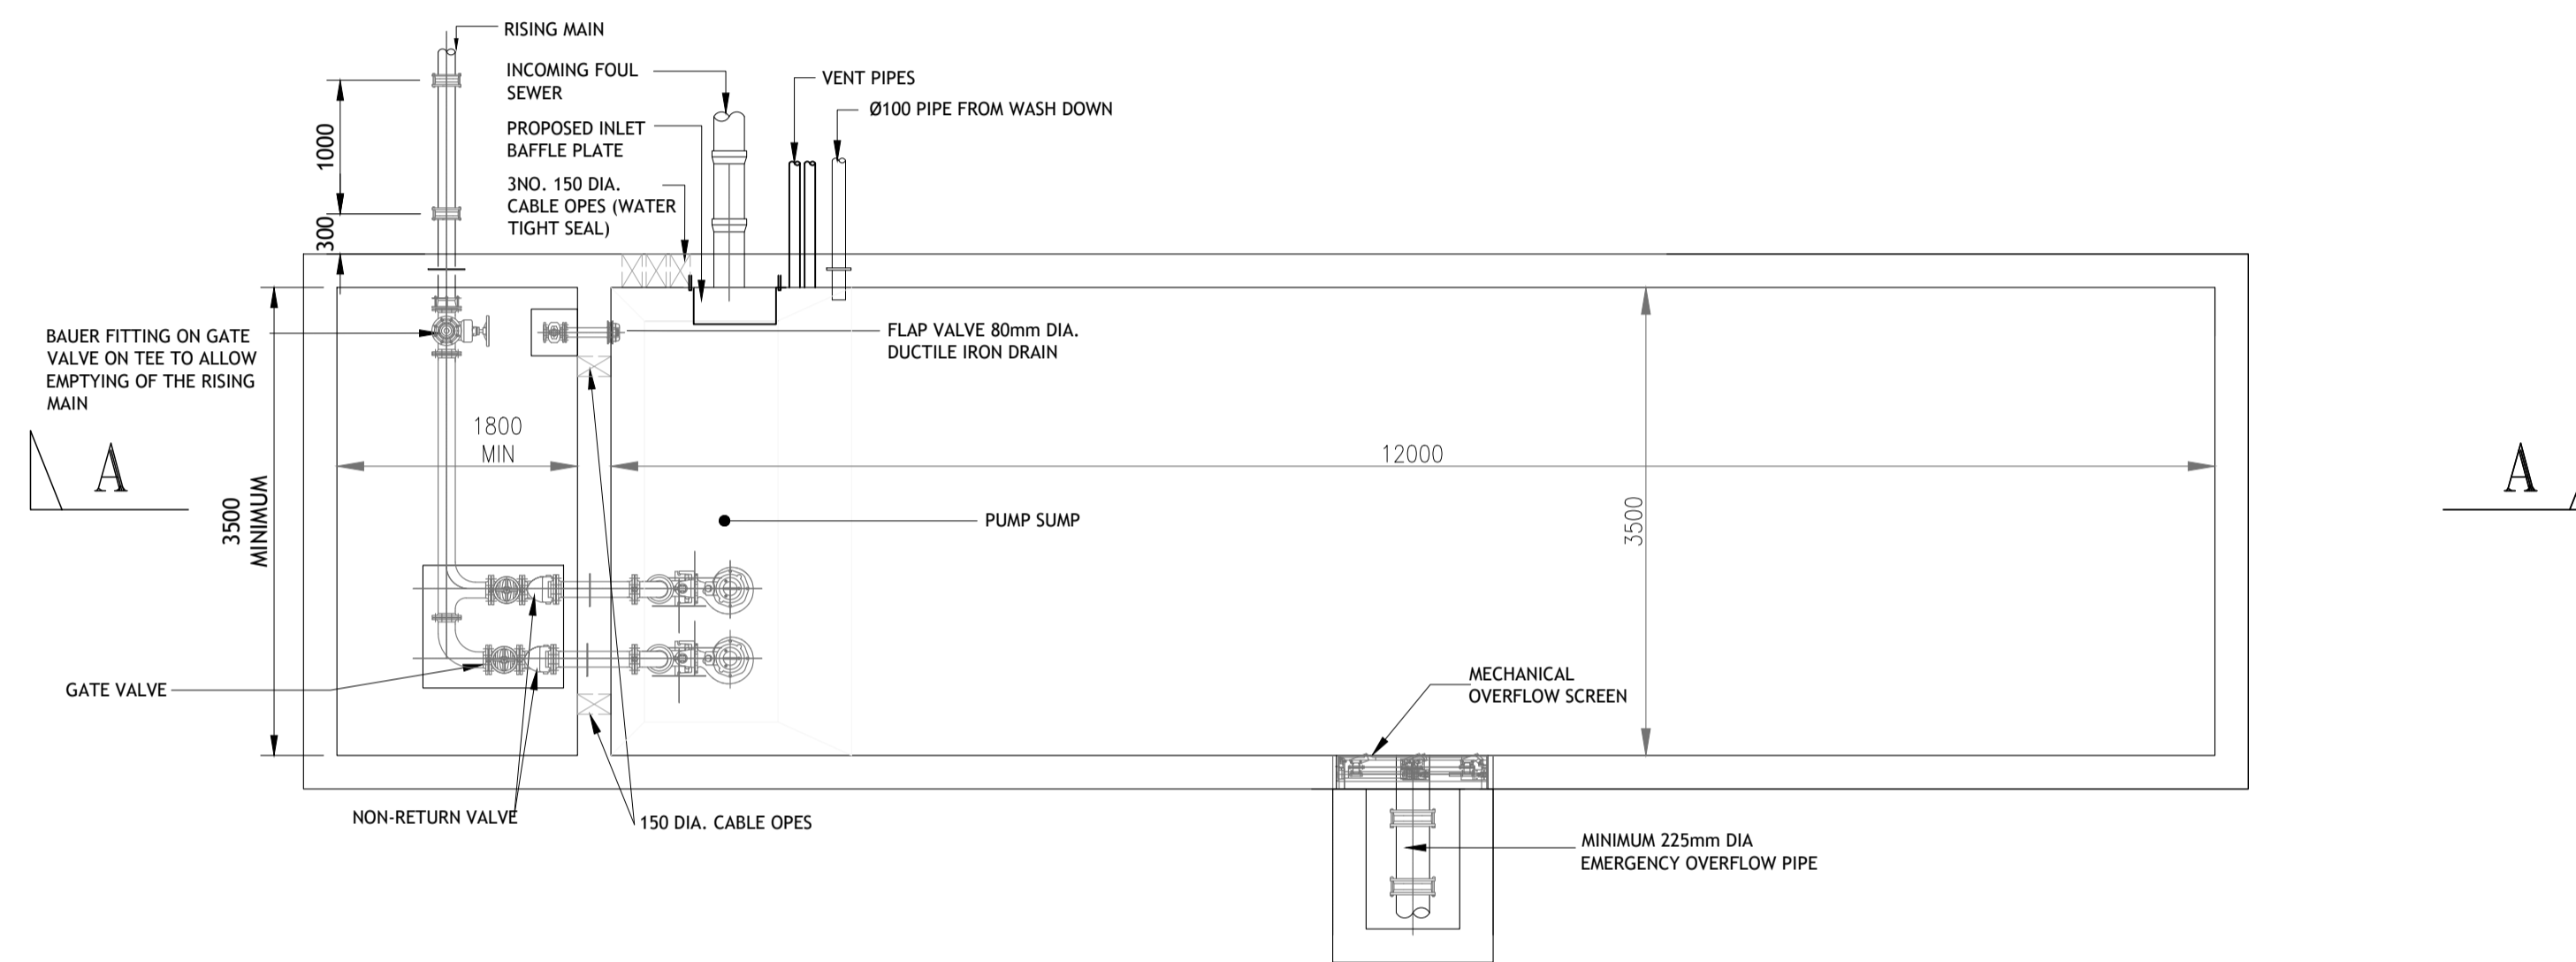 RISING MAIN
INCOMING FOUL
SEWER
VENT PIPES
Ø100 PIPE FROM WASH DOWN
PROPOSED INLET
BAFFLE PLATE
3NO. 150 DIA.
CABLE OPES (WATER
TIGHT SEAL)
1000
300
BAUER FITTING ON GATE
VALVE ON TEE TO ALLOW
EMPTYING OF THE RISING
MAIN
FLAP VALVE 80mm DIA.
DUCTILE IRON DRAIN
1800
MIN
12000
A
A
3500
MINIMUM
3500
PUMP SUMP
GATE VALVE
MECHANICAL
OVERFLOW SCREEN
NON-RETURN VALVE
150 DIA. CABLE OPES
MINIMUM 225mm DIA
EMERGENCY OVERFLOW PIPE